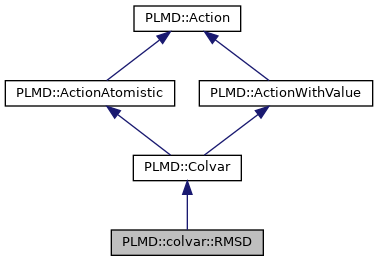 PLMD::Action
PLMD::ActionAtomistic
PLMD::ActionWithValue
PLMD::Colvar
PLMD::colvar::RMSD